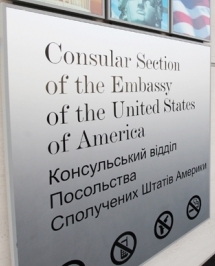 Consular Section
of the Embassy
of the United States
of America
Консульський відділ
Посольства
Сполучених Штатів Америки